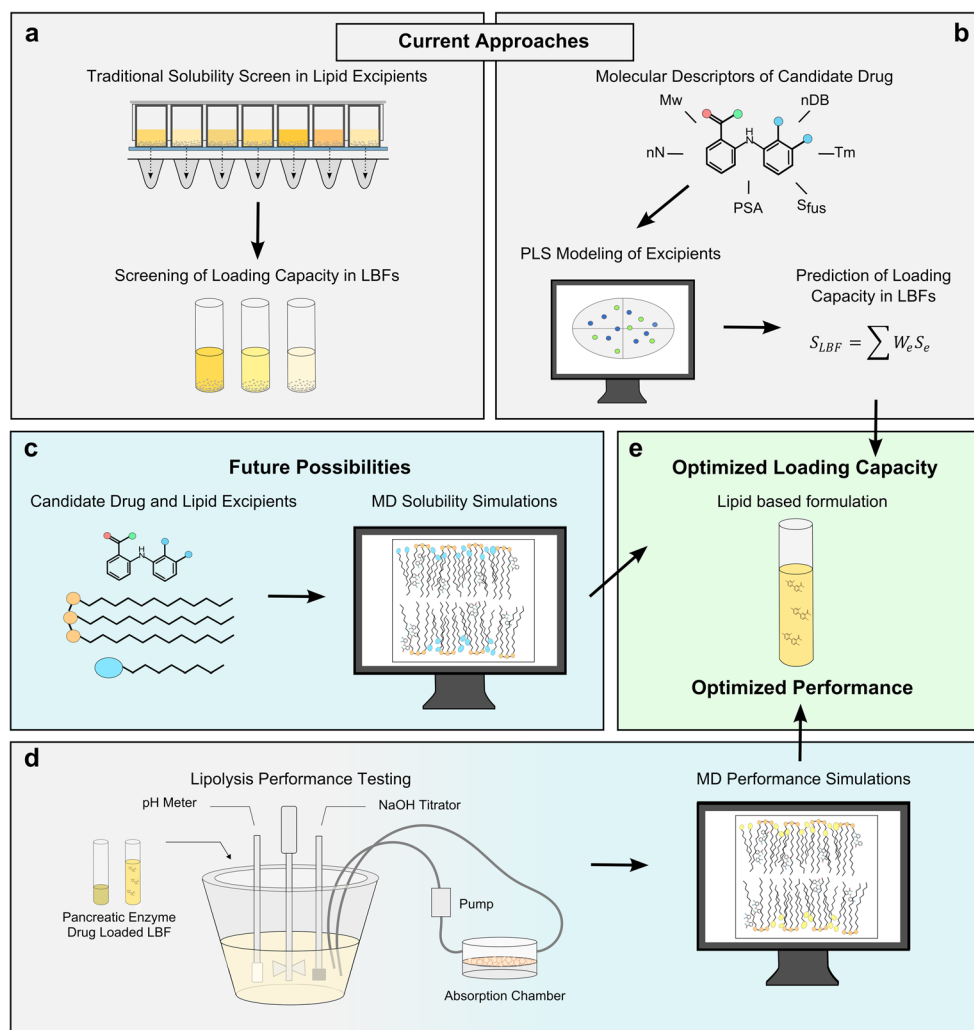 a
Current Approaches
b
Traditional Solubility Screen in Lipid Excipients
Screening of Loading Capacity in LBFs
Molecular Descriptors of Candidate Drug
Mw
nDB
H
N
nN
Tm
PSA
Sfus
PLS Modeling of Excipients
Prediction of Loading
Capacity in LBFs
S_LBF = ∑ W_e S_e
c
Future Possibilities
Candidate Drug and Lipid Excipients
H
N
MD Solubility Simulations
e
Optimized Loading Capacity
Lipid based formulation
Optimized Performance
d
Lipolysis Performance Testing
pH Meter
NaOH Titrator
Pancreatic Enzyme
Drug Loaded LBF
Pump
Absorption Chamber
MD Performance Simulations